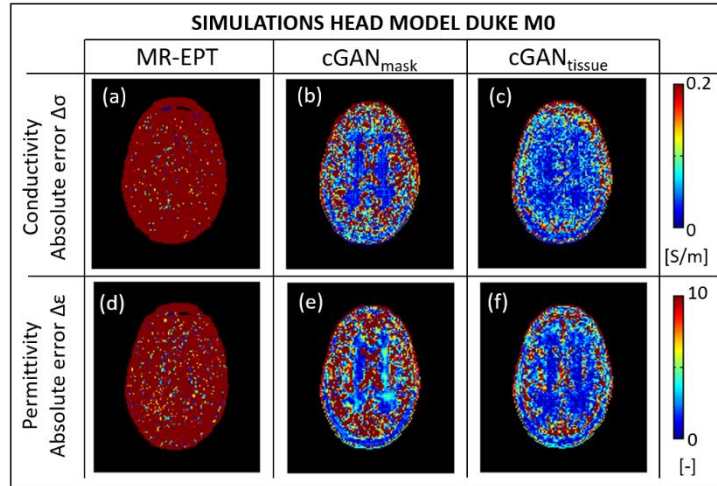 SIMULATIONS HEAD MODEL DUKE M0
MR-EPT
cGANmask
cGANtissue
Conductivity
Absolute error Δσ
(a)
(b)
(c)
0.2
0
[S/m]
Permittivity
Absolute error Δε
(d)
(e)
(f)
10
0
[-]